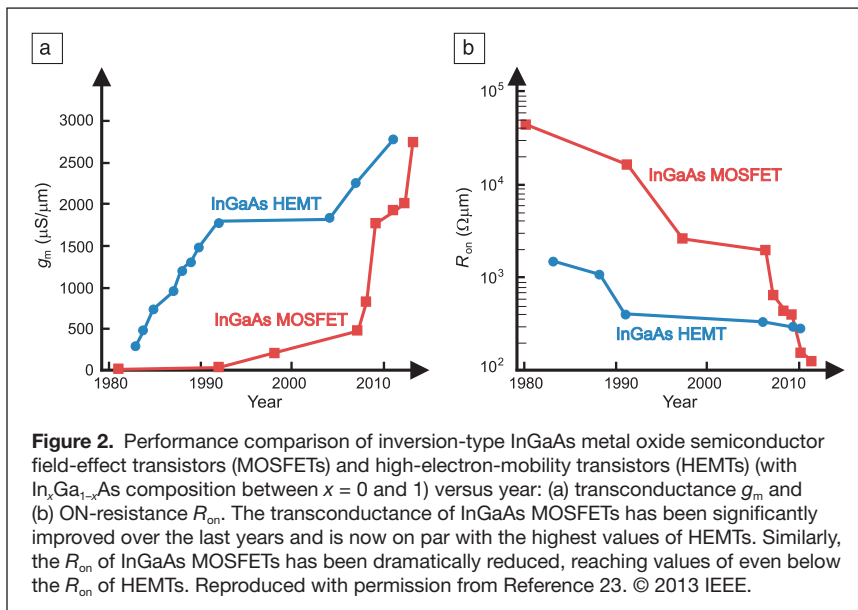 a
b
3000
2500
2000
1500
1000
500
0
gₘ (µS/µm)
InGaAs HEMT
InGaAs MOSFET
1980
1990
2000
2010
Year
10⁵
10⁴
10³
10²
Rₒₙ (Ωµm)
InGaAs MOSFET
InGaAs HEMT
1980
1990
2000
2010
Year
Figure 2. Performance comparison of inversion-type InGaAs metal oxide semiconductor
field-effect transistors (MOSFETs) and high-electron-mobility transistors (HEMTs) (with
InₓGa₁₋ₓAs composition between x = 0 and 1) versus year: (a) transconductance gₘ and
(b) ON-resistance Rₒₙ. The transconductance of InGaAs MOSFETs has been significantly
improved over the last years and is now on par with the highest values of HEMTs. Similarly,
the Rₒₙ of InGaAs MOSFETs has been dramatically reduced, reaching values of even below
the Rₒₙ of HEMTs. Reproduced with permission from Reference 23. © 2013 IEEE.